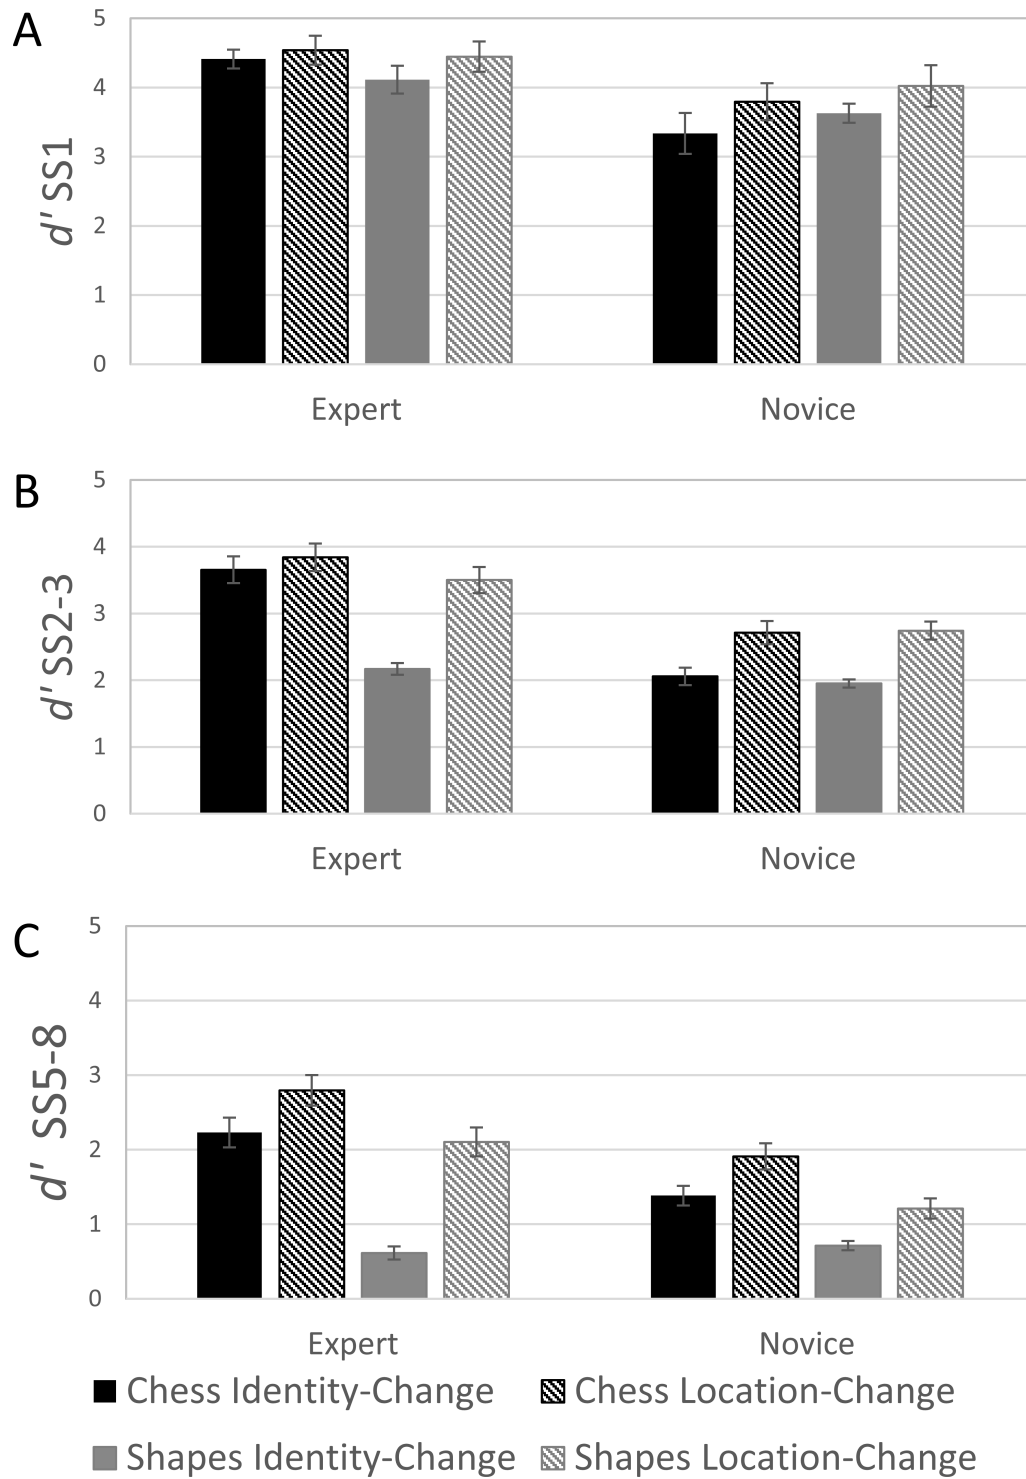 A
5
4
3
2
1
0
d' SS1
Expert Novice
B
5
4
3
2
1
0
d' SS2-3
Expert Novice
C
5
4
3
2
1
0
d' SS5-8
Expert Novice
Chess Identity-Change Chess Location-Change
Shapes Identity-Change Shapes Location-Change